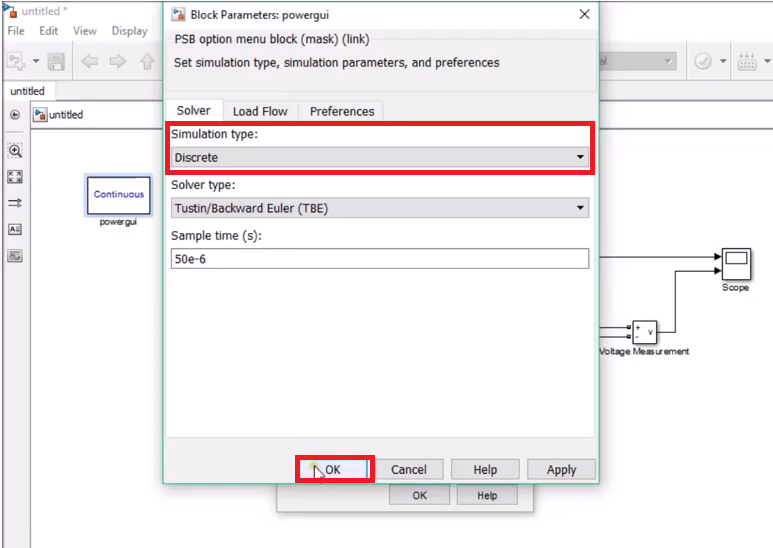 untitled *
File Edit View Display
untitled
untitled
Block Parameters: powergui
PSB option menu block (mask) (link)
Set simulation type, simulation parameters, and preferences
Solver Load Flow Preferences
Simulation type:
Discrete
Solver type:
Tustin/Backward Euler (TBE)
Sample time (s):
50e-6
OK Cancel Help Apply
OK Help
Continuous
powergui
Scope
+ v
-
Voltage Measurement